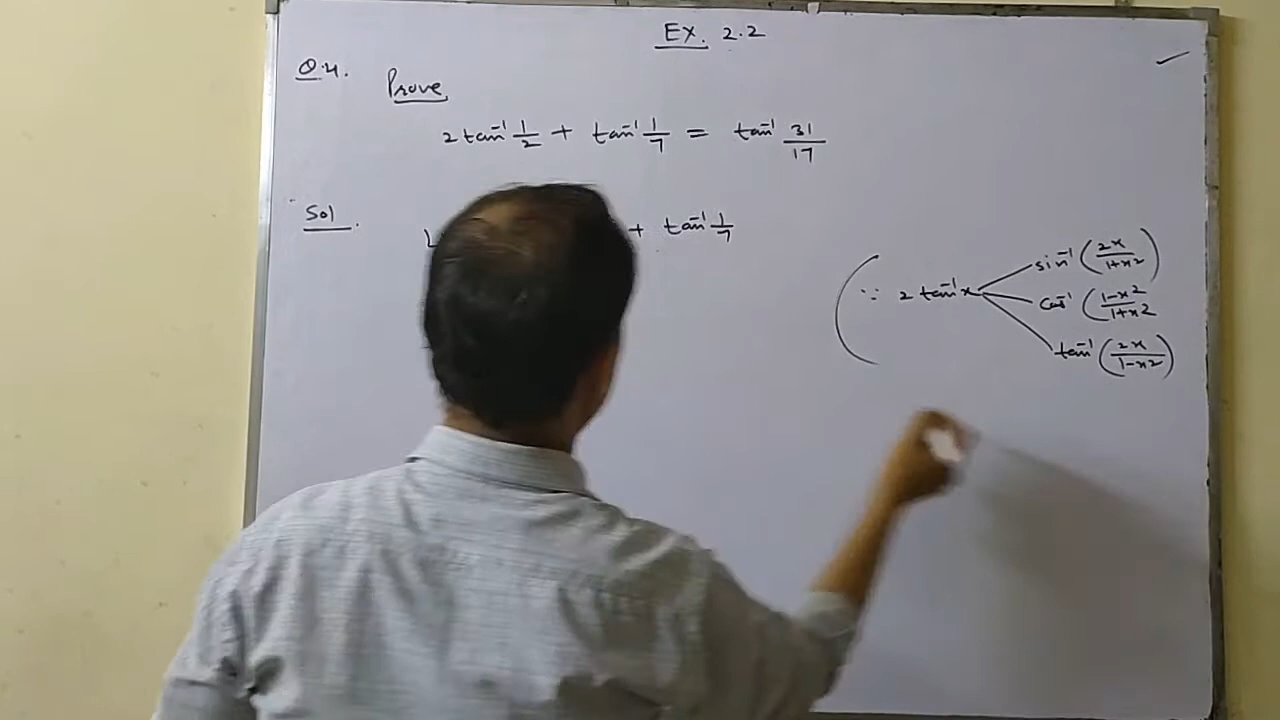 Ex. 2.2
Q.4. Prove
2 tan⁻¹ 1/2 + tan⁻¹ 1/7 = tan⁻¹ 31/17
Sol. + tan⁻¹ 1/7
( ∵ 2 tan⁻¹x
sin⁻¹ (2x/1+x²)
cos⁻¹ (1-x²/1+x²
tan⁻¹ (2x/1-x²)